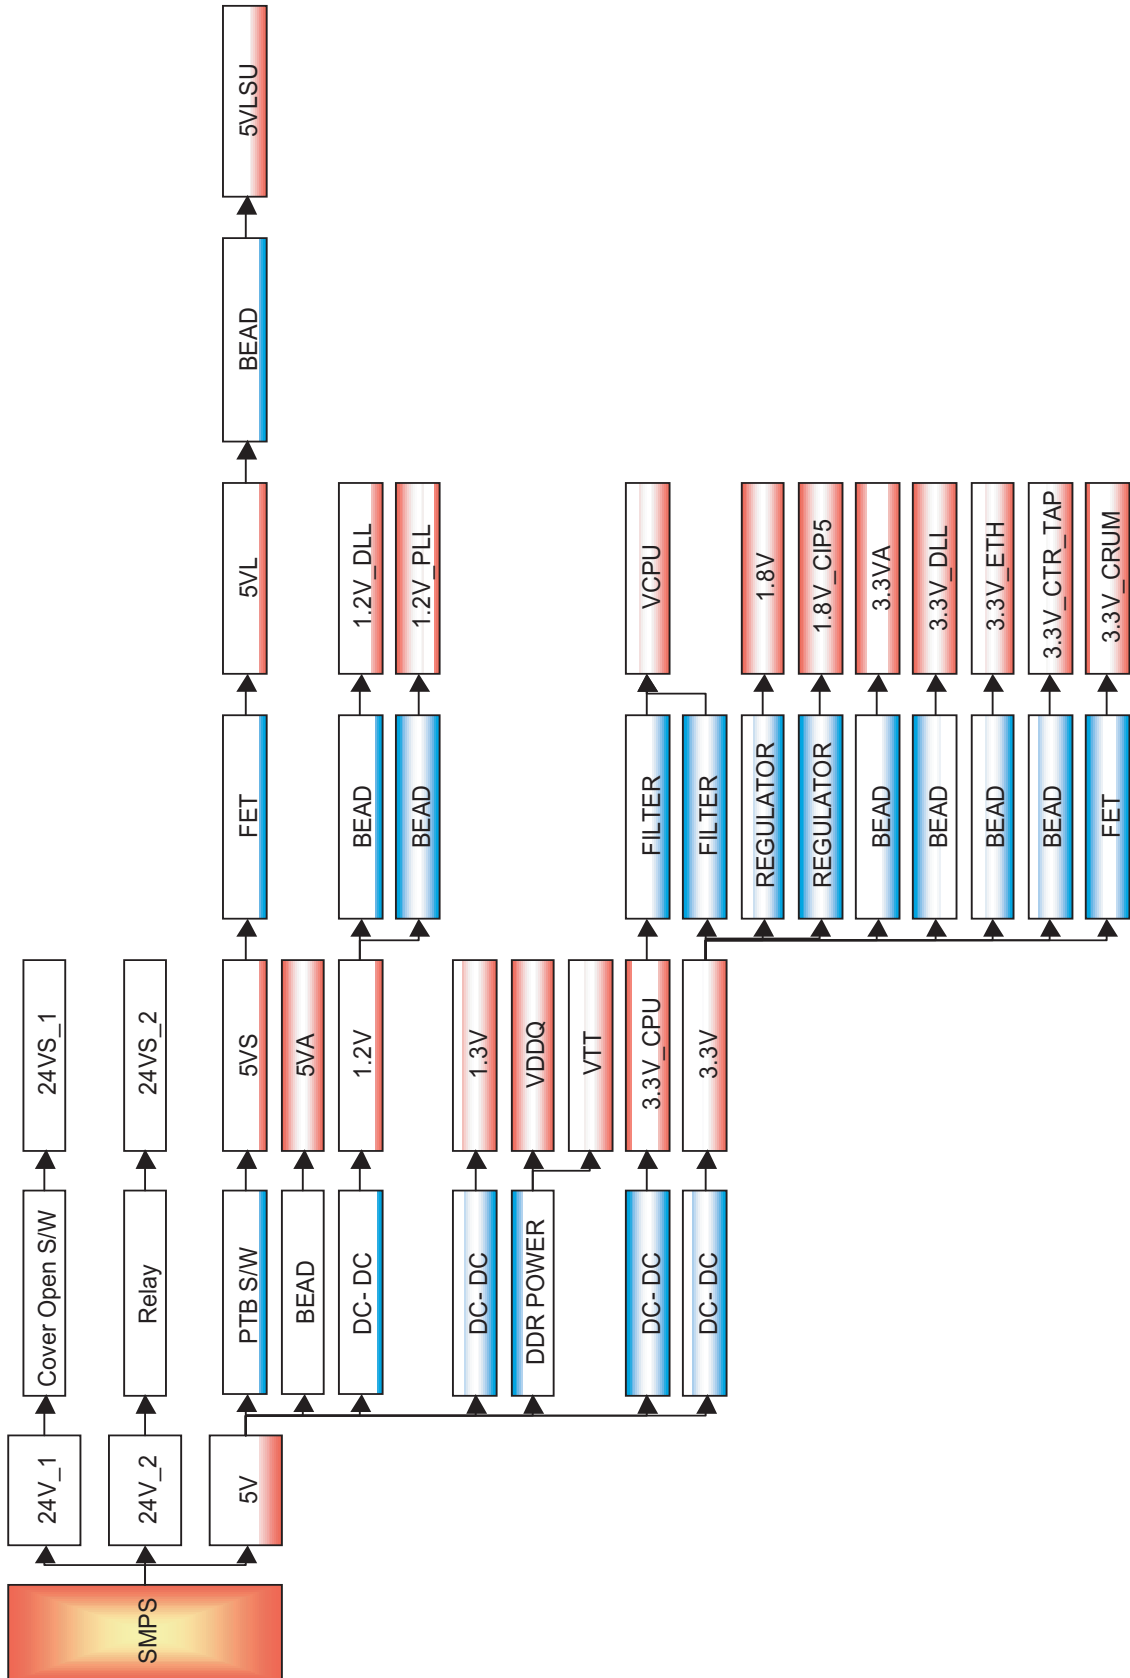 SMPS
24V_1
Cover Open S/W
24VS_1
24V_2
Relay
24VS_2
5V
PTB S/W
5VS
FET
5VL
BEAD
5VLSU
BEAD
5VA
DC- DC
1.2V
BEAD
1.2V_DLL
BEAD
1.2V_PLL
DC- DC
1.3V
DDR POWER
VDDQ
VTT
DC- DC
3.3V_CPU
FILTER
VCPU
DC- DC
3.3V
FILTER
REGULATOR
1.8V
REGULATOR
1.8V_CIP5
BEAD
3.3VA
BEAD
3.3V_DLL
BEAD
3.3V_ETH
BEAD
3.3V_CTR_TAP
FET
3.3V_CRUM